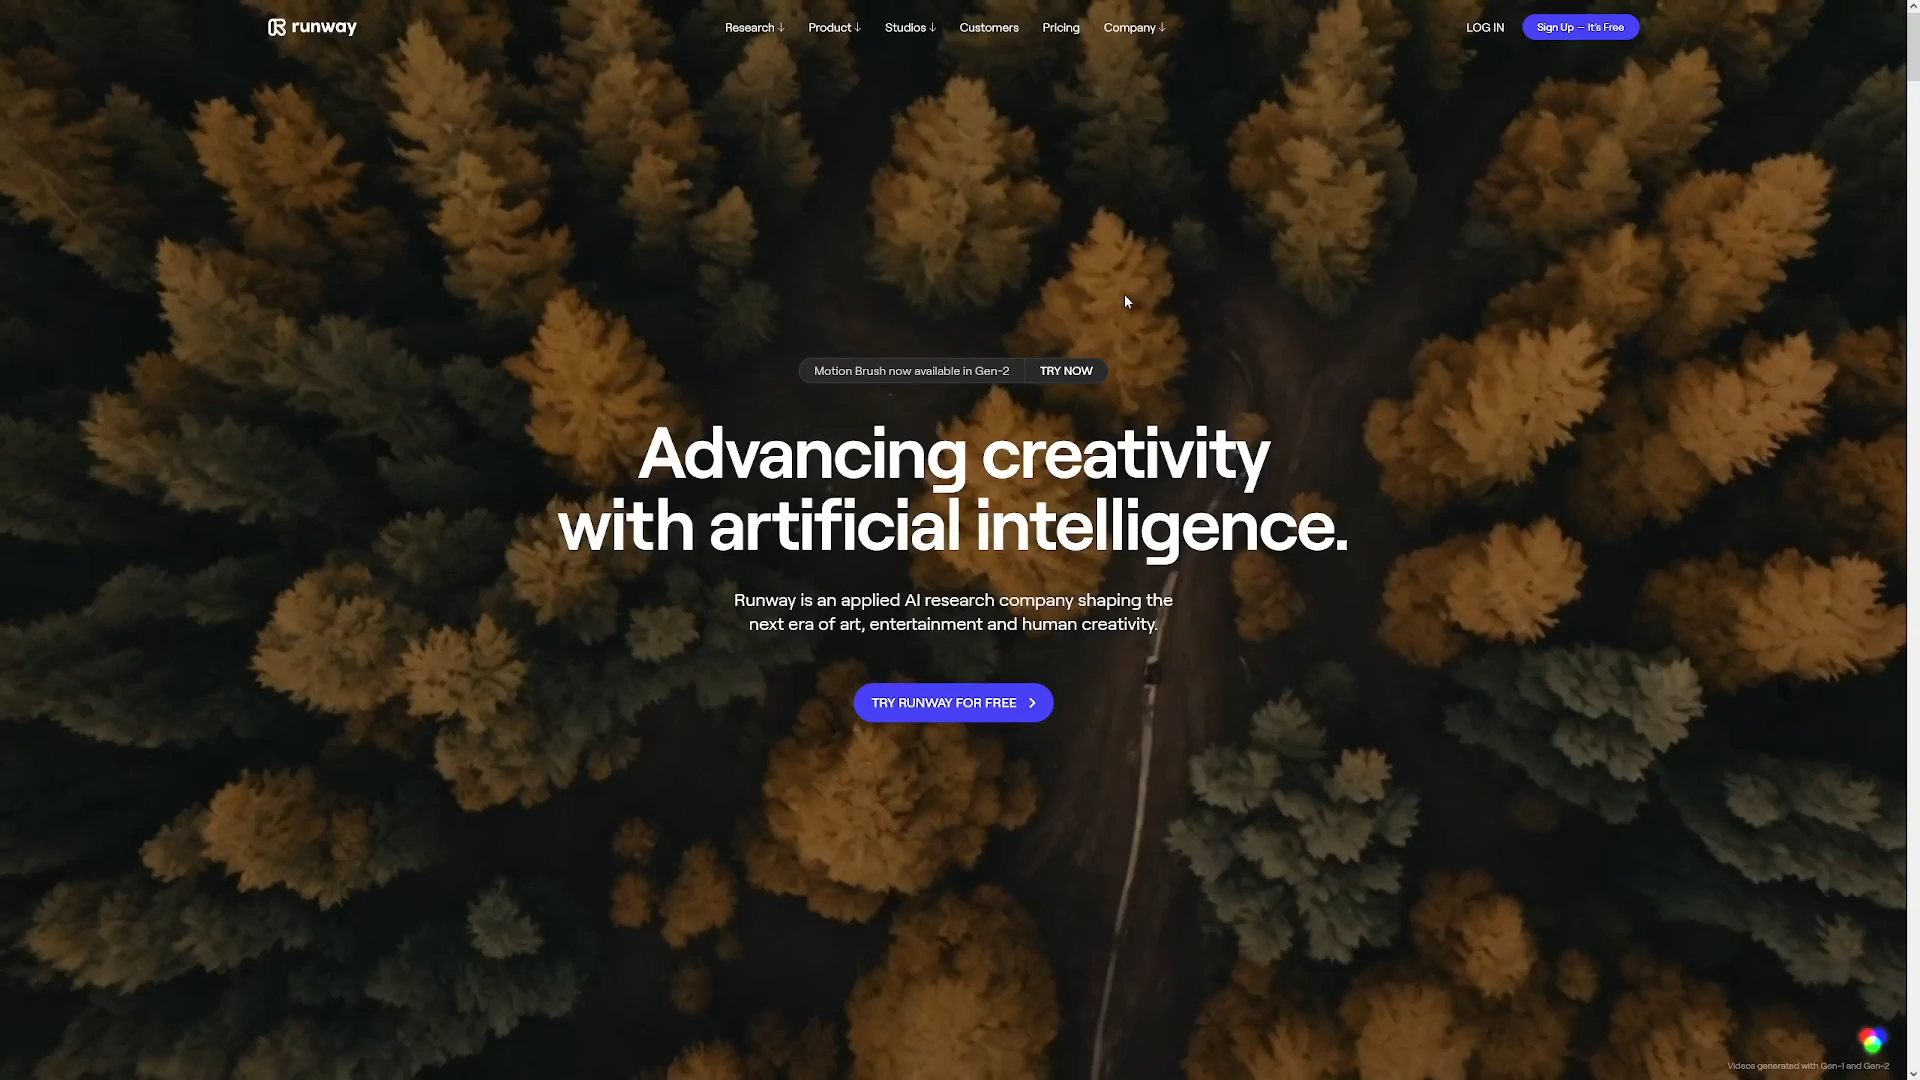 runway
Research ↓ Product ↓ Studios ↓ Customers Pricing Company ↓
LOG IN
Sign Up — It's Free
Motion Brush now available in Gen-2 TRY NOW
Advancing creativity
with artificial intelligence.
Runway is an applied AI research company shaping the
next era of art, entertainment and human creativity.
TRY RUNWAY FOR FREE
Videos generated with Gen-1 and Gen-2